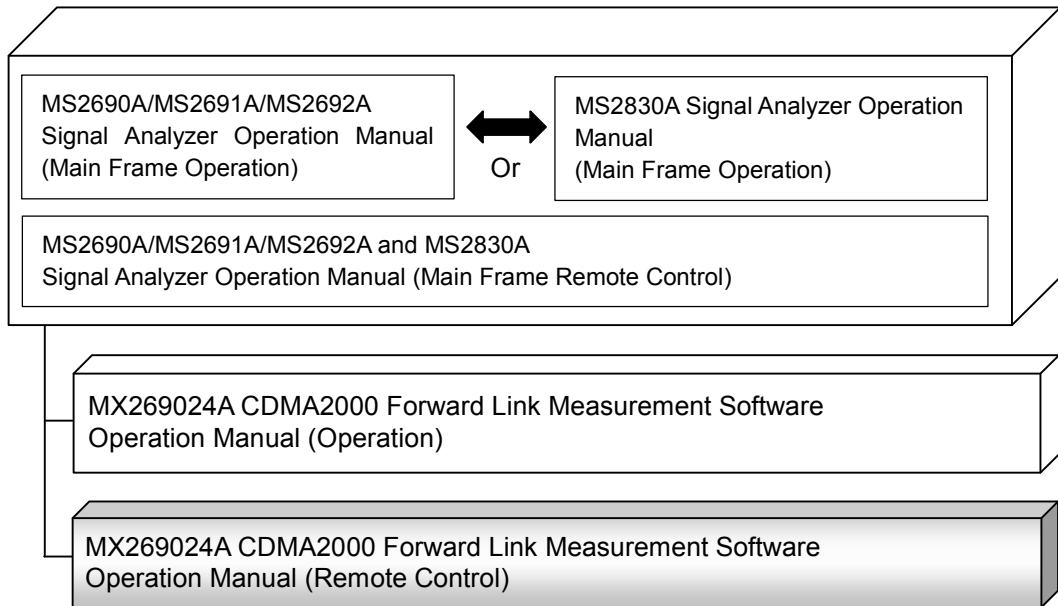 MS2690A/MS2691A/MS2692A
Signal Analyzer Operation Manual
(Main Frame Operation)
Or
MS2830A Signal Analyzer Operation
Manual
(Main Frame Operation)
MS2690A/MS2691A/MS2692A and MS2830A
Signal Analyzer Operation Manual (Main Frame Remote Control)
MX269024A CDMA2000 Forward Link Measurement Software
Operation Manual (Operation)
MX269024A CDMA2000 Forward Link Measurement Software
Operation Manual (Remote Control)